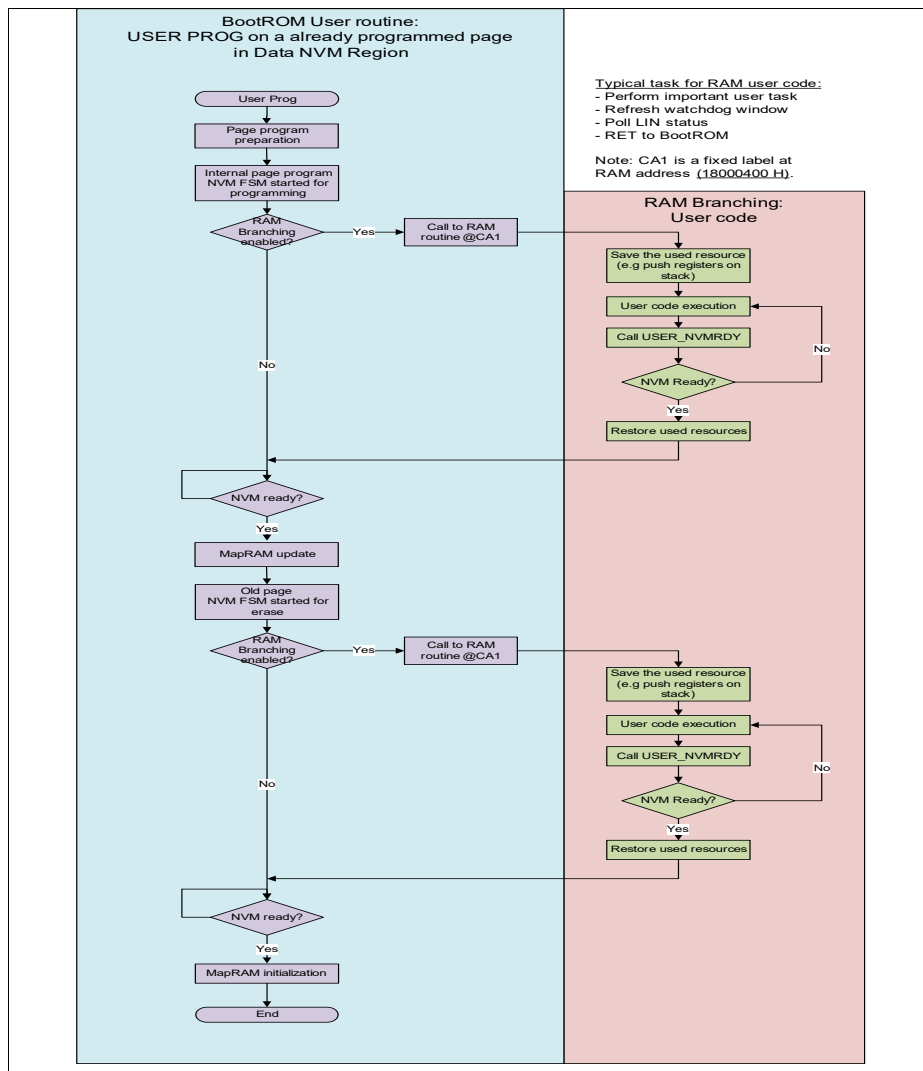 BootROM User routine:
USER PROG on a already programmed page
in Data NVM Region
Typical task for RAM user code:
- Perform important user task
- Refresh watchdog window
- Poll LIN status
- RET to BootROM
Note: CA1 is a fixed label at
RAM address (18000400 H).
User Prog
Page program
preparation
Internal page program
NVM FSM started for
programming
RAM
Branching
enabled?
Yes
Call to RAM
routine @CA1
RAM Branching:
User code
Save the used resource
(e.g push registers on
stack)
User code execution
Call USER_NVMRDY
No
NVM Ready?
Yes
Restore used resources
No
NVM ready?
Yes
MapRAM update
Old page
NVM FSM started for
erase
RAM
Branching
enabled?
Yes
Call to RAM
routine @CA1
Save the used resource
(e.g push registers on
stack)
User code execution
Call USER_NVMRDY
No
NVM Ready?
Yes
Restore used resources
No
NVM ready?
Yes
MapRAM initialization
End